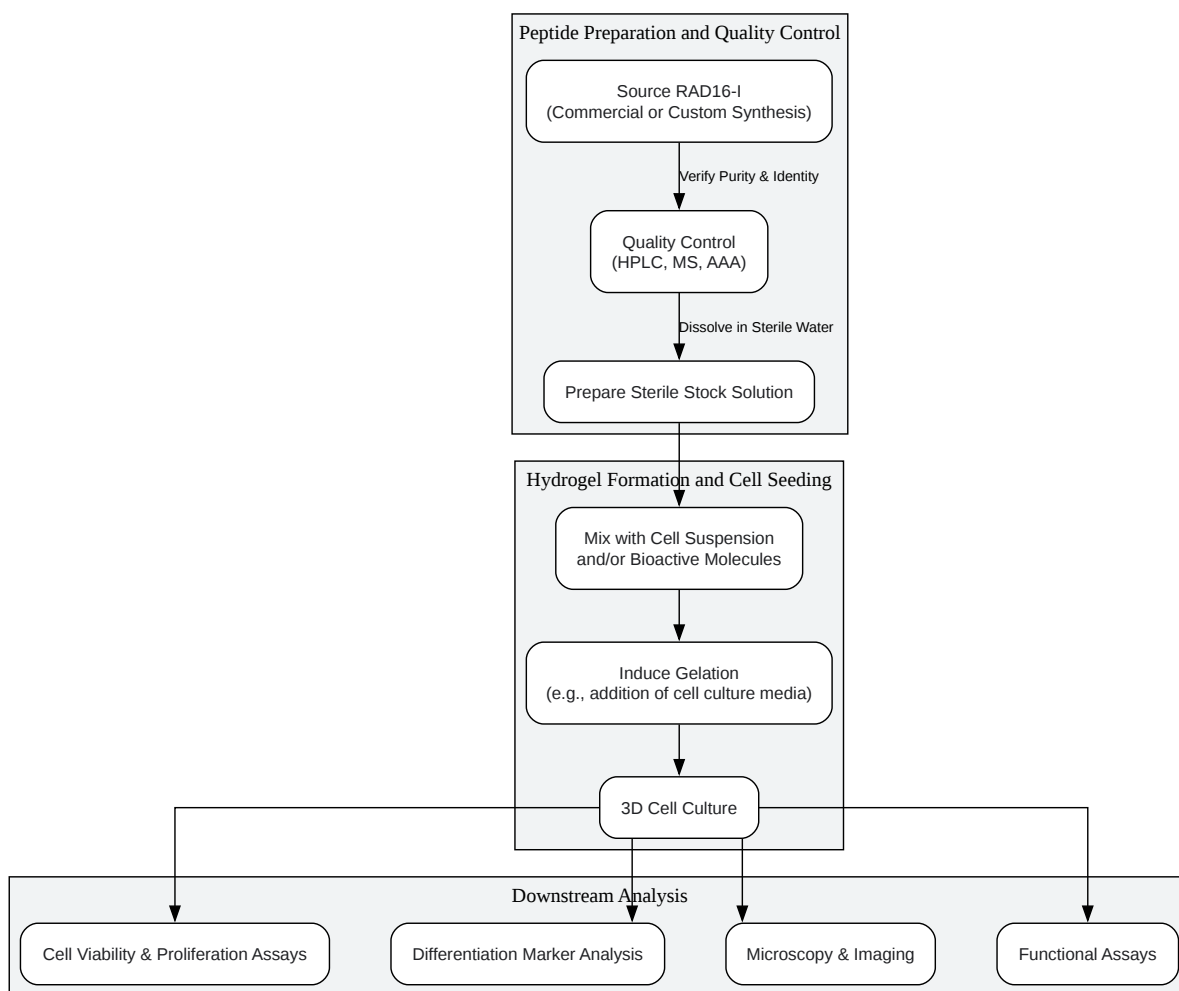 Peptide Preparation and Quality Control
Source RAD16-I
(Commercial or Custom Synthesis)
Verify Purity & Identity
Quality Control
(HPLC, MS, AAA)
Dissolve in Sterile Water
Prepare Sterile Stock Solution
Hydrogel Formation and Cell Seeding
Mix with Cell Suspension
and/or Bioactive Molecules
Induce Gelation
(e.g., addition of cell culture media)
3D Cell Culture
Downstream Analysis
Cell Viability & Proliferation Assays
Differentiation Marker Analysis
Microscopy & Imaging
Functional Assays